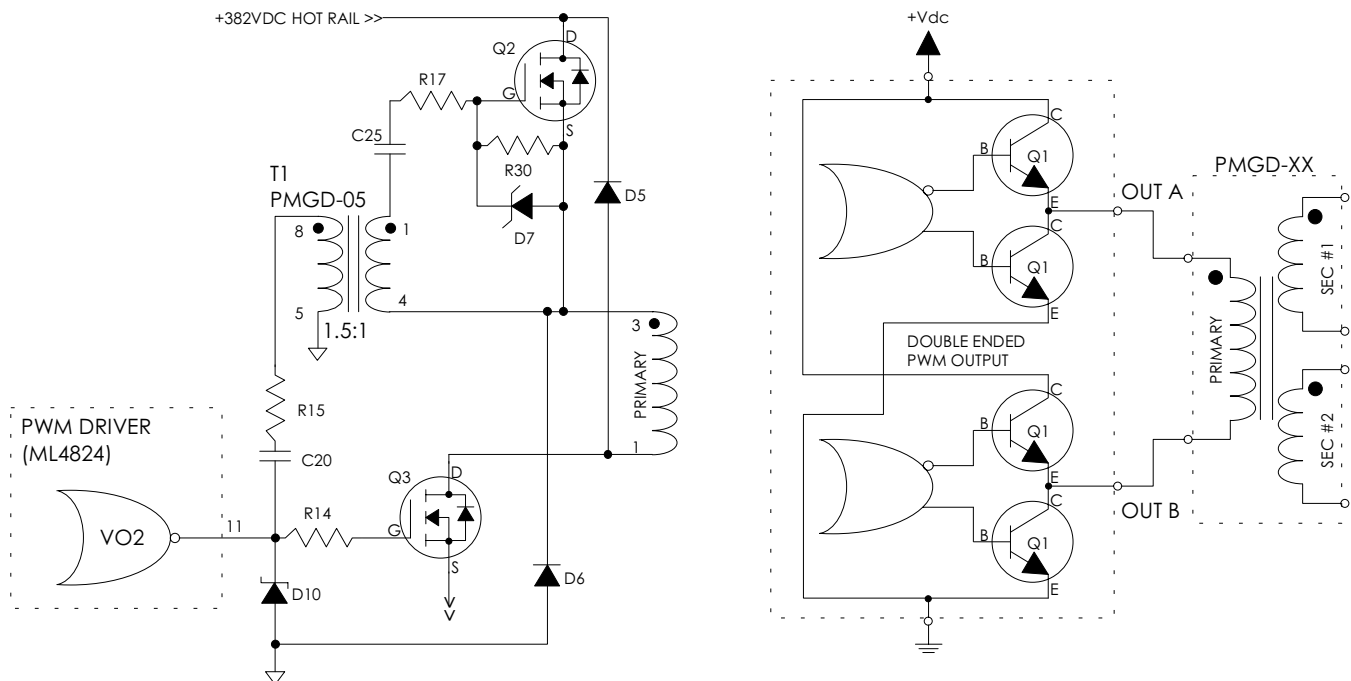 +382VDC HOT RAIL >>
D
Q2
R17
G
S
C25
R30
D5
D7
T1
PMGD-05
8
1
5
4
1.5:1
3
PRIMARY
1
R15
PWM DRIVER
(ML4824)
C20
VO2
11
R14
Q3
D
G
S
D10
D6
+Vdc
C
B
Q1
E
C
B
Q1
E
OUT A
DOUBLE ENDED
PWM OUTPUT
C
B
Q1
E
C
B
Q1
E
OUT B
PMGD-XX
PRIMARY
SEC #1
SEC #2